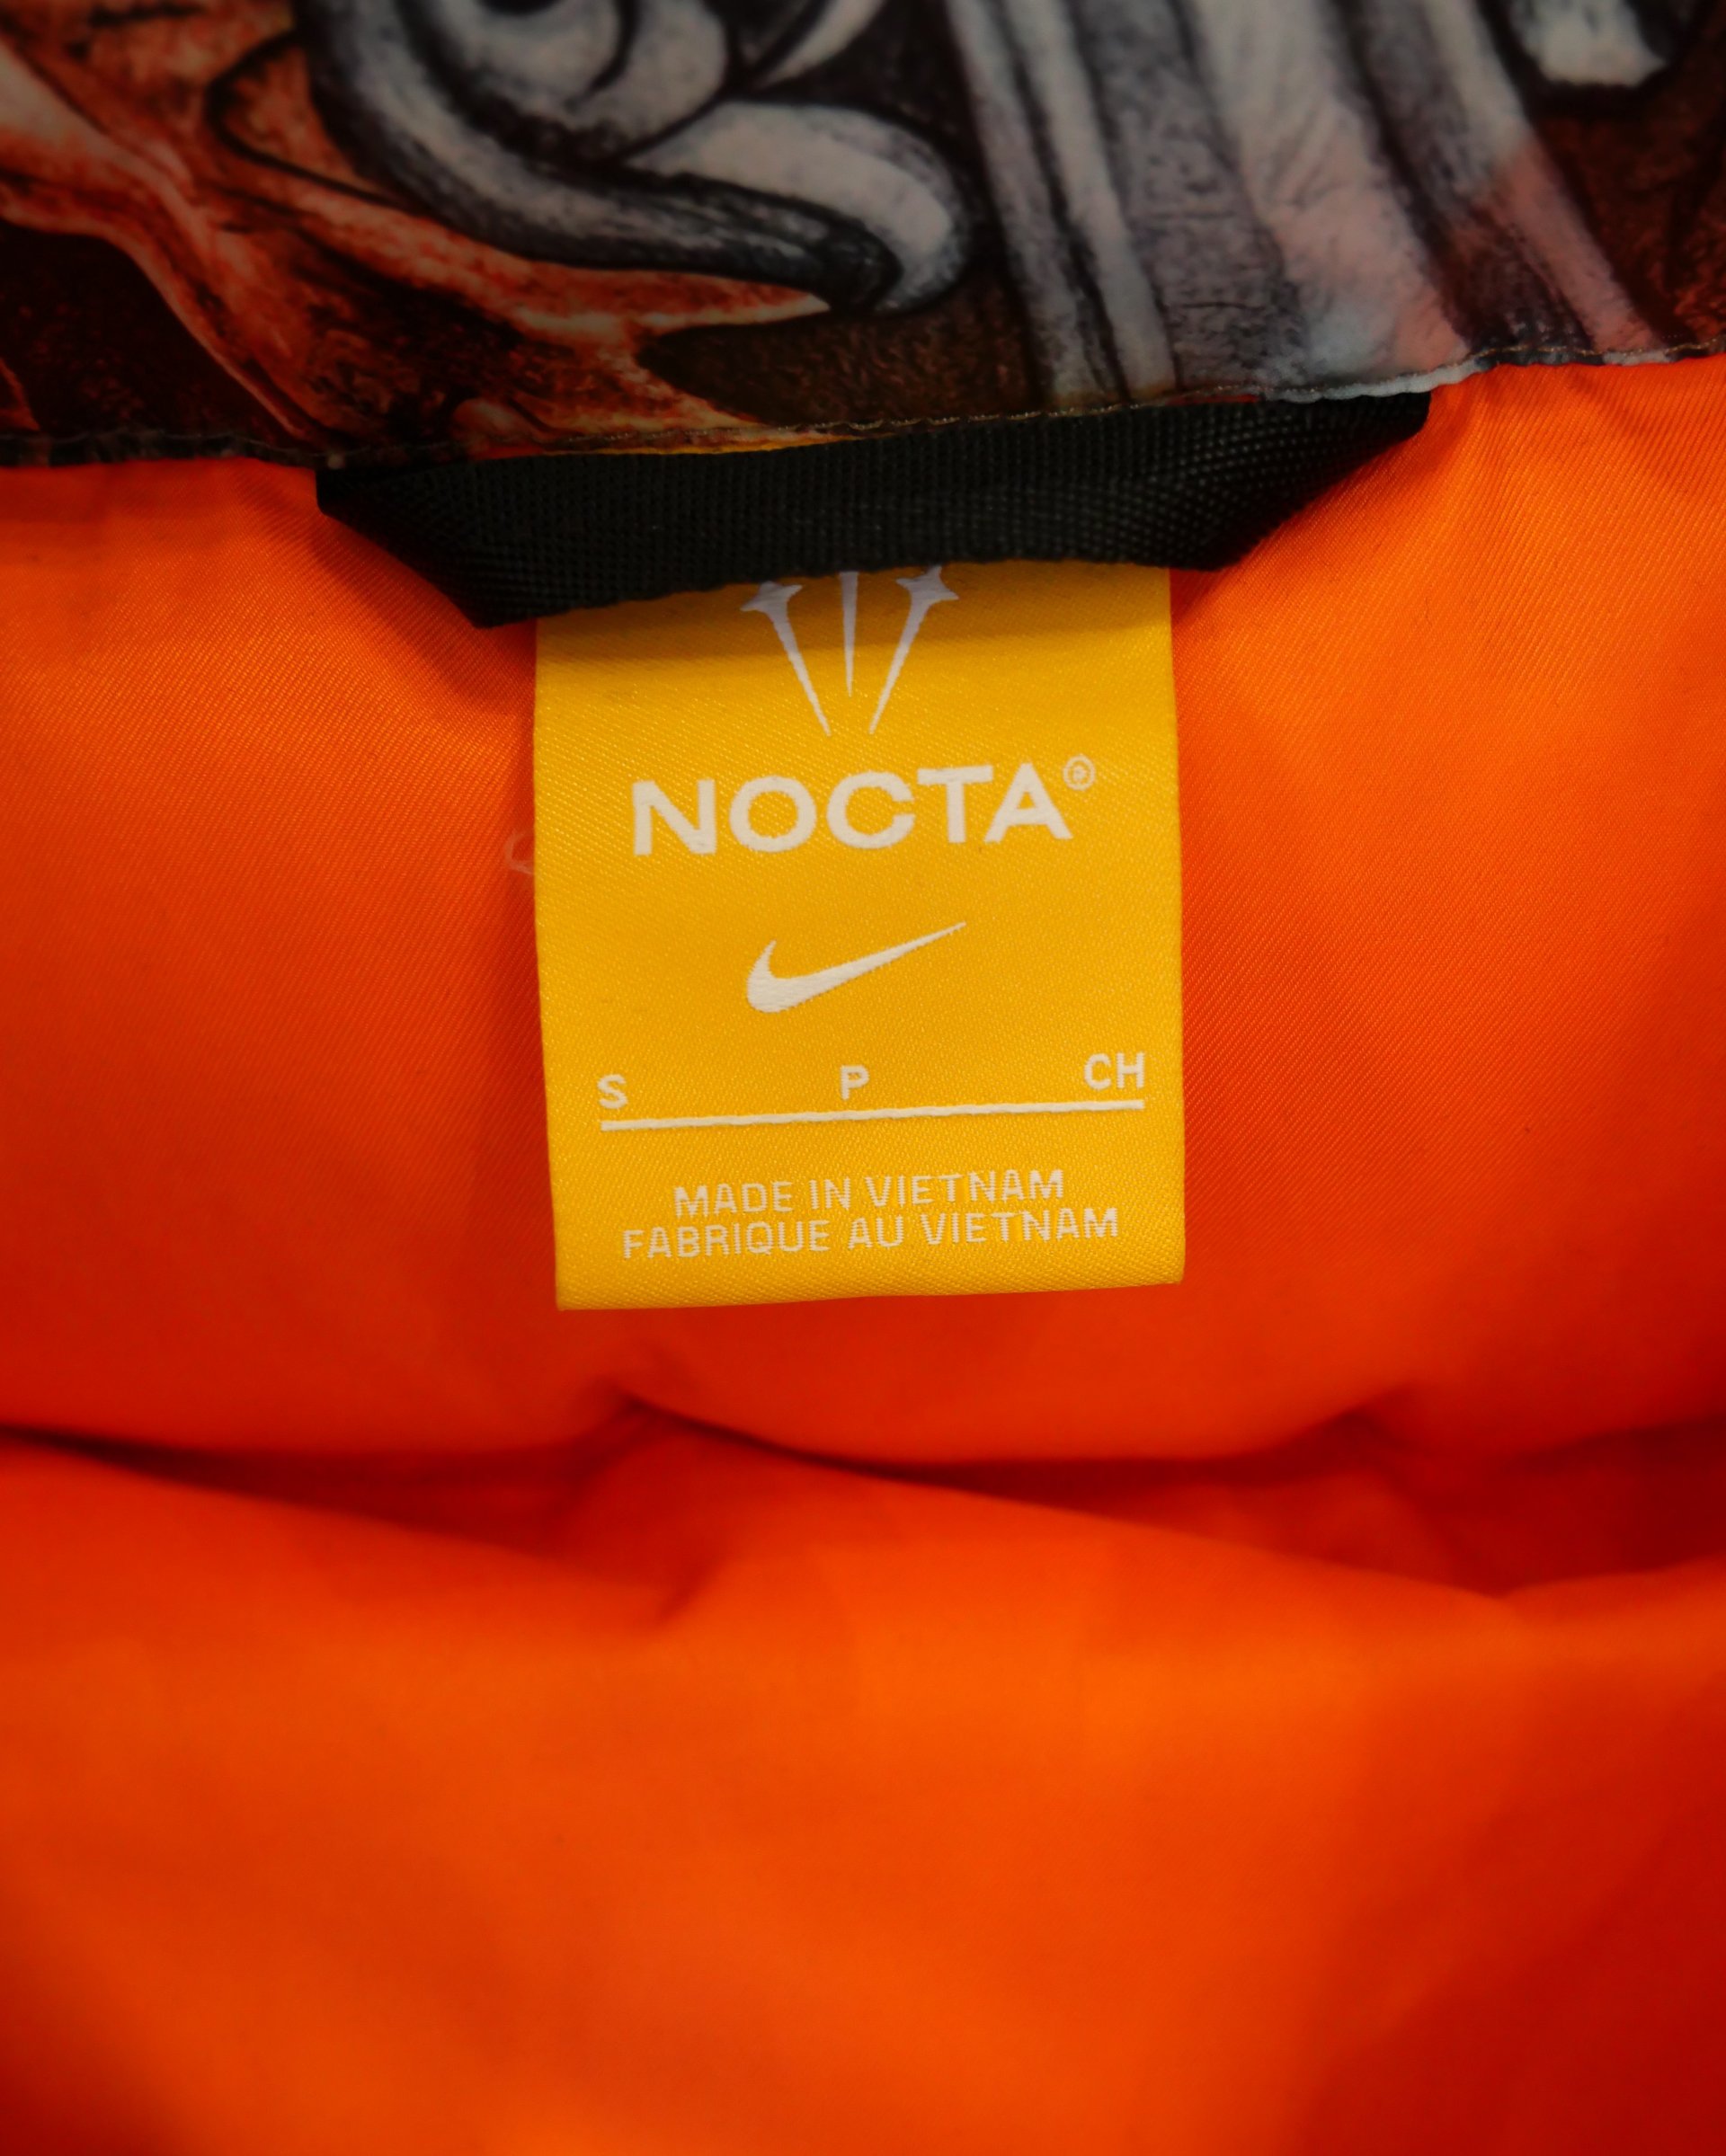 NOCTA®
S P CH
MADE IN VIETNAM
FABRIQUE AU VIETNAM